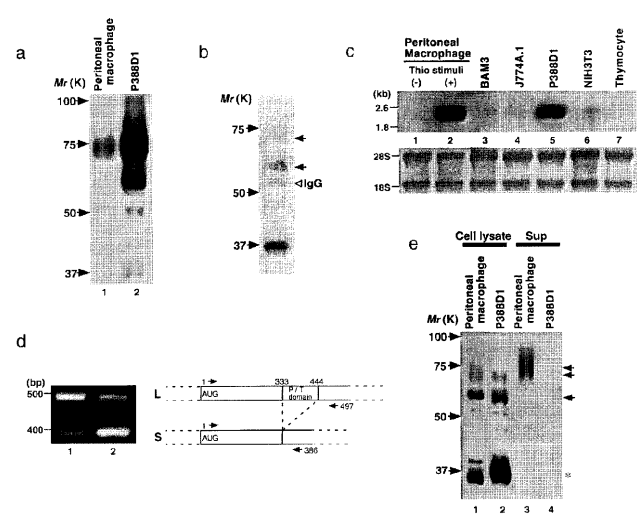 a
Peritoneal macrophage
P388D1
Mr (K)
100
75
50
37
1 2
b
Mr (K)
75
50
37
IgG
c
Peritoneal
Macrophage
Thio stimuli
(-) (+)
BAM3
J774A.1
P388D1
NIH3T3
Thymocyte
(kb)
2.6
1.8
1 2 3 4 5 6 7
28S
18S
d
(bp)
500
400
1 2
L
1
333
444
AUG
P / T
domain
497
S
1
AUG
386
e
Cell lysate
Sup
Peritoneal macrophage
P388D1
Peritoneal macrophage
P388D1
Mr (K)
100
75
50
37
*
1 2 3 4